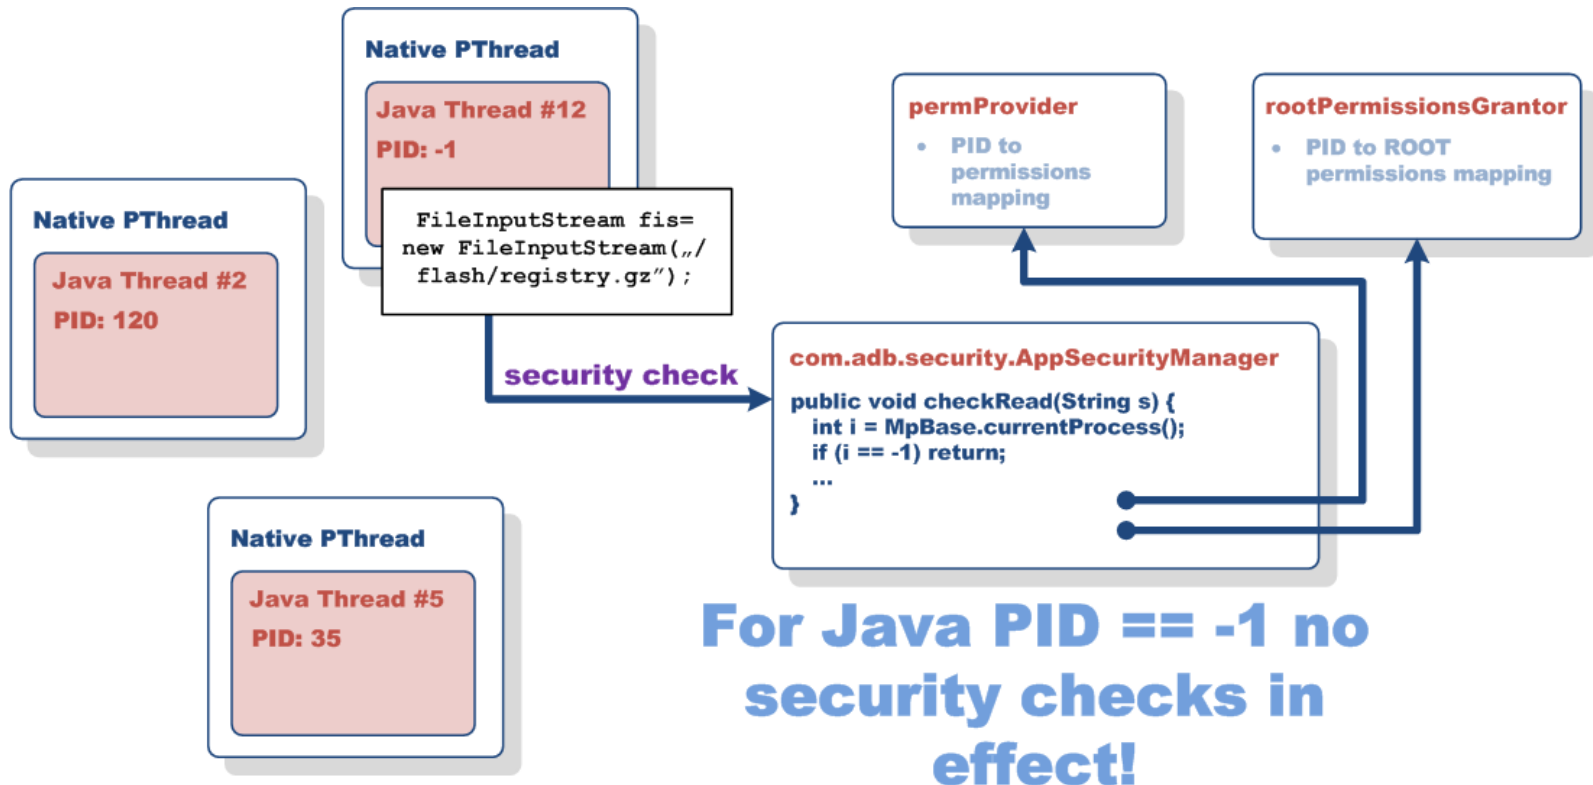 Native PThread
Java Thread #12
PID: -1
FileInputStream fis=
new FileInputStream(„/
flash/registry.gz”);
Native PThread
Java Thread #2
PID: 120
Native PThread
Java Thread #5
PID: 35
security check
permProvider
• PID to
permissions
mapping
rootPermissionsGrantor
• PID to ROOT
permissions mapping
com.adb.security.AppSecurityManager
public void checkRead(String s) {
int i = MpBase.currentProcess();
if (i == -1) return;
...
}
For Java PID == -1 no
security checks in
effect!